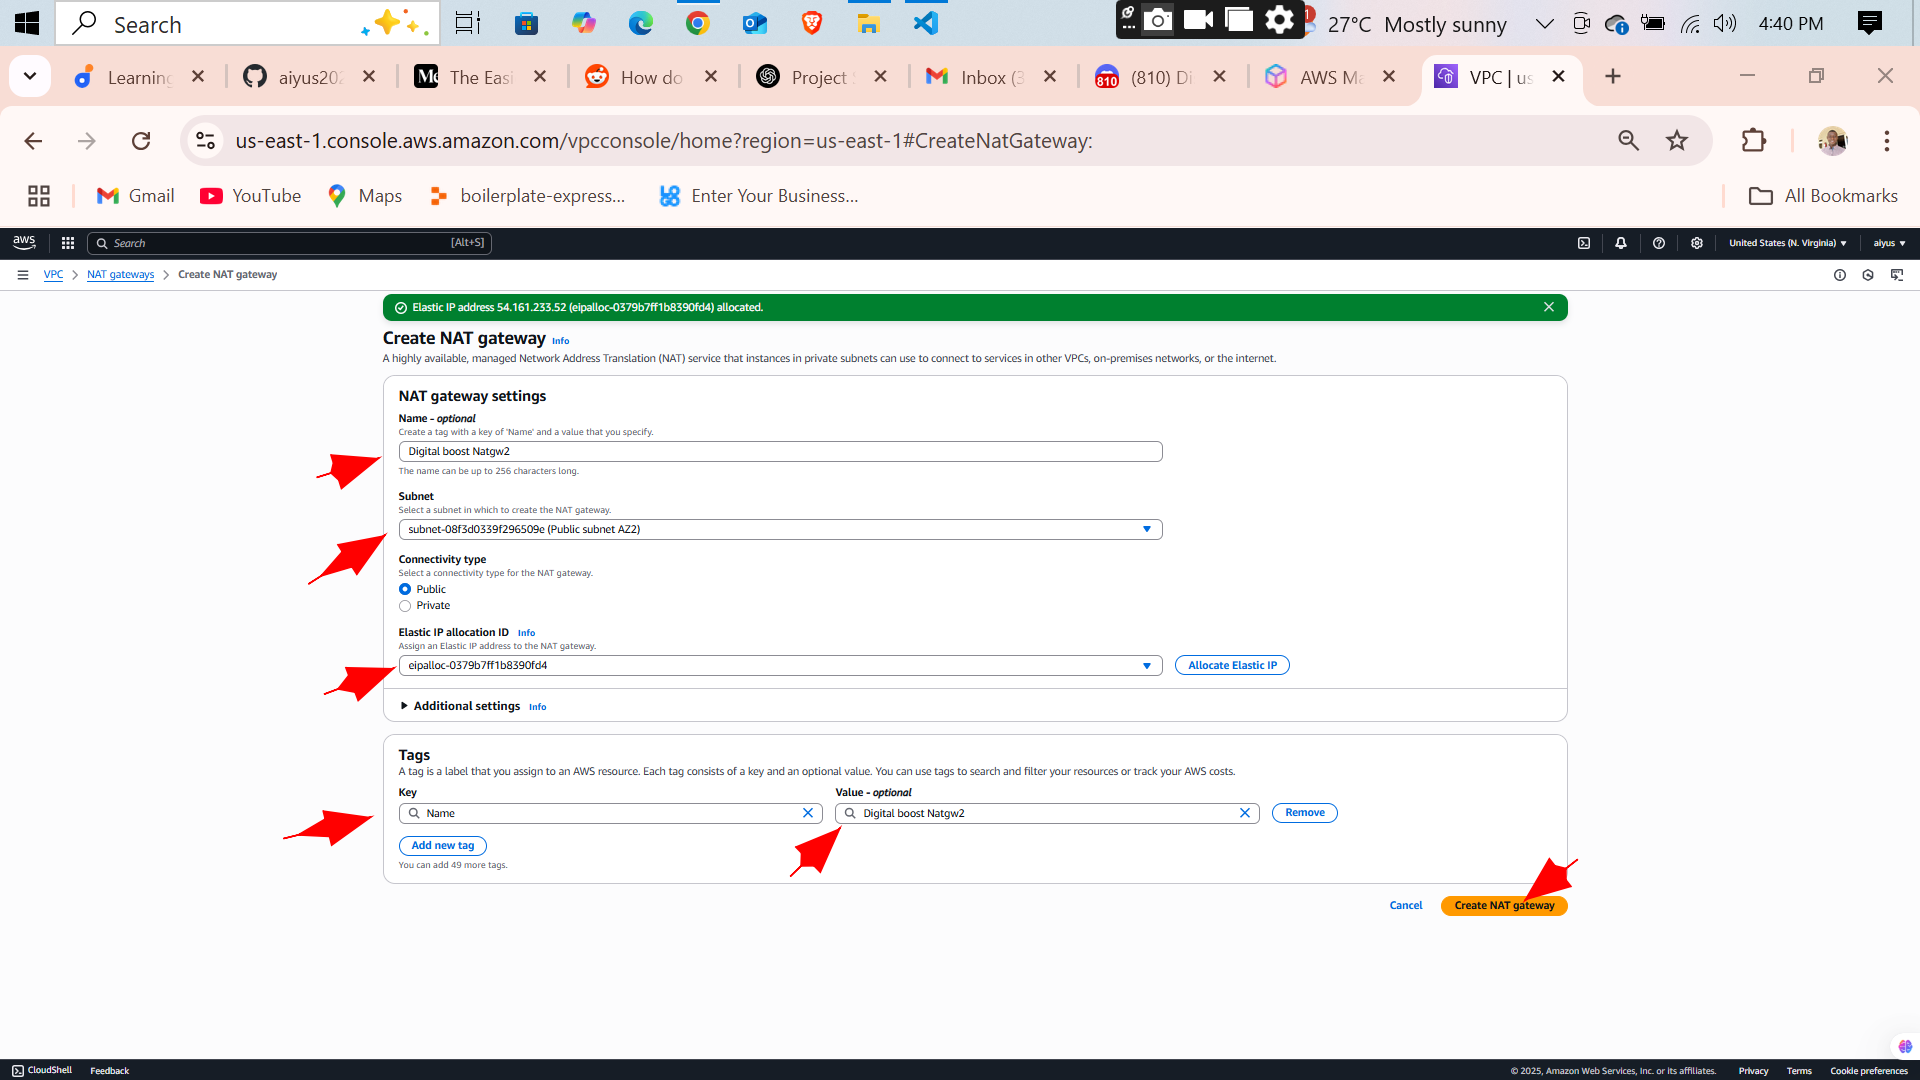 Search
27°C Mostly sunny
4:40 PM
Learning
aiyus202
The Easi
How do
Project S
Inbox (3
810
(810) Di
AWS Ma
VPC | us
us-east-1.console.aws.amazon.com/vpcconsole/home?region=us-east-1#CreateNatGateway:
Gmail
YouTube
Maps
boilerplate-express...
Enter Your Business...
All Bookmarks
aws
Search
[Alt+S]
United States (N. Virginia)
aiyus
VPC
NAT gateways
Create NAT gateway
Elastic IP address 54.161.233.52 (eipalloc-0379b7ff1b8390fd4) allocated.
Create NAT gateway Info
A highly available, managed Network Address Translation (NAT) service that instances in private subnets can use to connect to services in other VPCs, on-premises networks, or the internet.
NAT gateway settings
Name - optional
Create a tag with a key of 'Name' and a value that you specify.
Digital boost Natgw2
The name can be up to 256 characters long.
Subnet
Select a subnet in which to create the NAT gateway.
subnet-08f3d0339f296509e (Public subnet AZ2)
Connectivity type
Select a connectivity type for the NAT gateway.
Public
Private
Elastic IP allocation ID Info
Assign an Elastic IP address to the NAT gateway.
eipalloc-0379b7ff1b8390fd4
Allocate Elastic IP
Additional settings Info
Tags
A tag is a label that you assign to an AWS resource. Each tag consists of a key and an optional value. You can use tags to search and filter your resources or track your AWS costs.
Key
Value - optional
Name
Digital boost Natgw2
Remove
Add new tag
You can add 49 more tags.
Cancel
Create NAT gateway
CloudShell
Feedback
© 2025, Amazon Web Services, Inc. or its affiliates.
Privacy
Terms
Cookie preferences